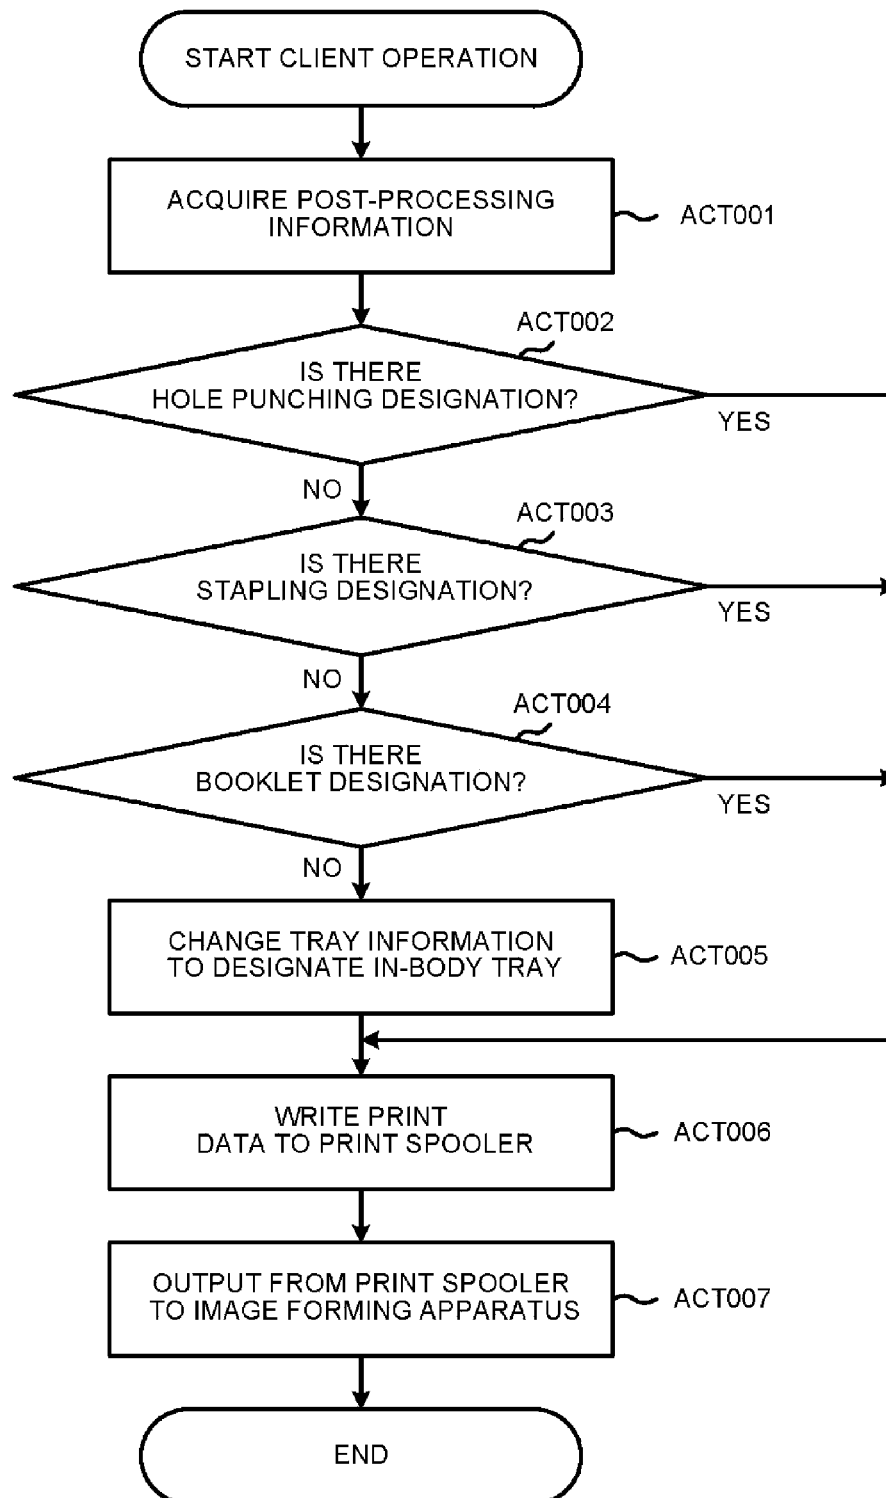 START CLIENT OPERATION
ACQUIRE POST-PROCESSING
INFORMATION
ACT001
ACT002
IS THERE
HOLE PUNCHING DESIGNATION?
YES
NO
ACT003
IS THERE
STAPLING DESIGNATION?
YES
NO
ACT004
IS THERE
BOOKLET DESIGNATION?
YES
NO
CHANGE TRAY INFORMATION
TO DESIGNATE IN-BODY TRAY
ACT005
WRITE PRINT
DATA TO PRINT SPOOLER
ACT006
OUTPUT FROM PRINT SPOOLER
TO IMAGE FORMING APPARATUS
ACT007
END